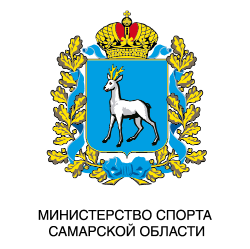 МИНИСТЕРСТВО СПОРТА
САМАРСКОЙ ОБЛАСТИ